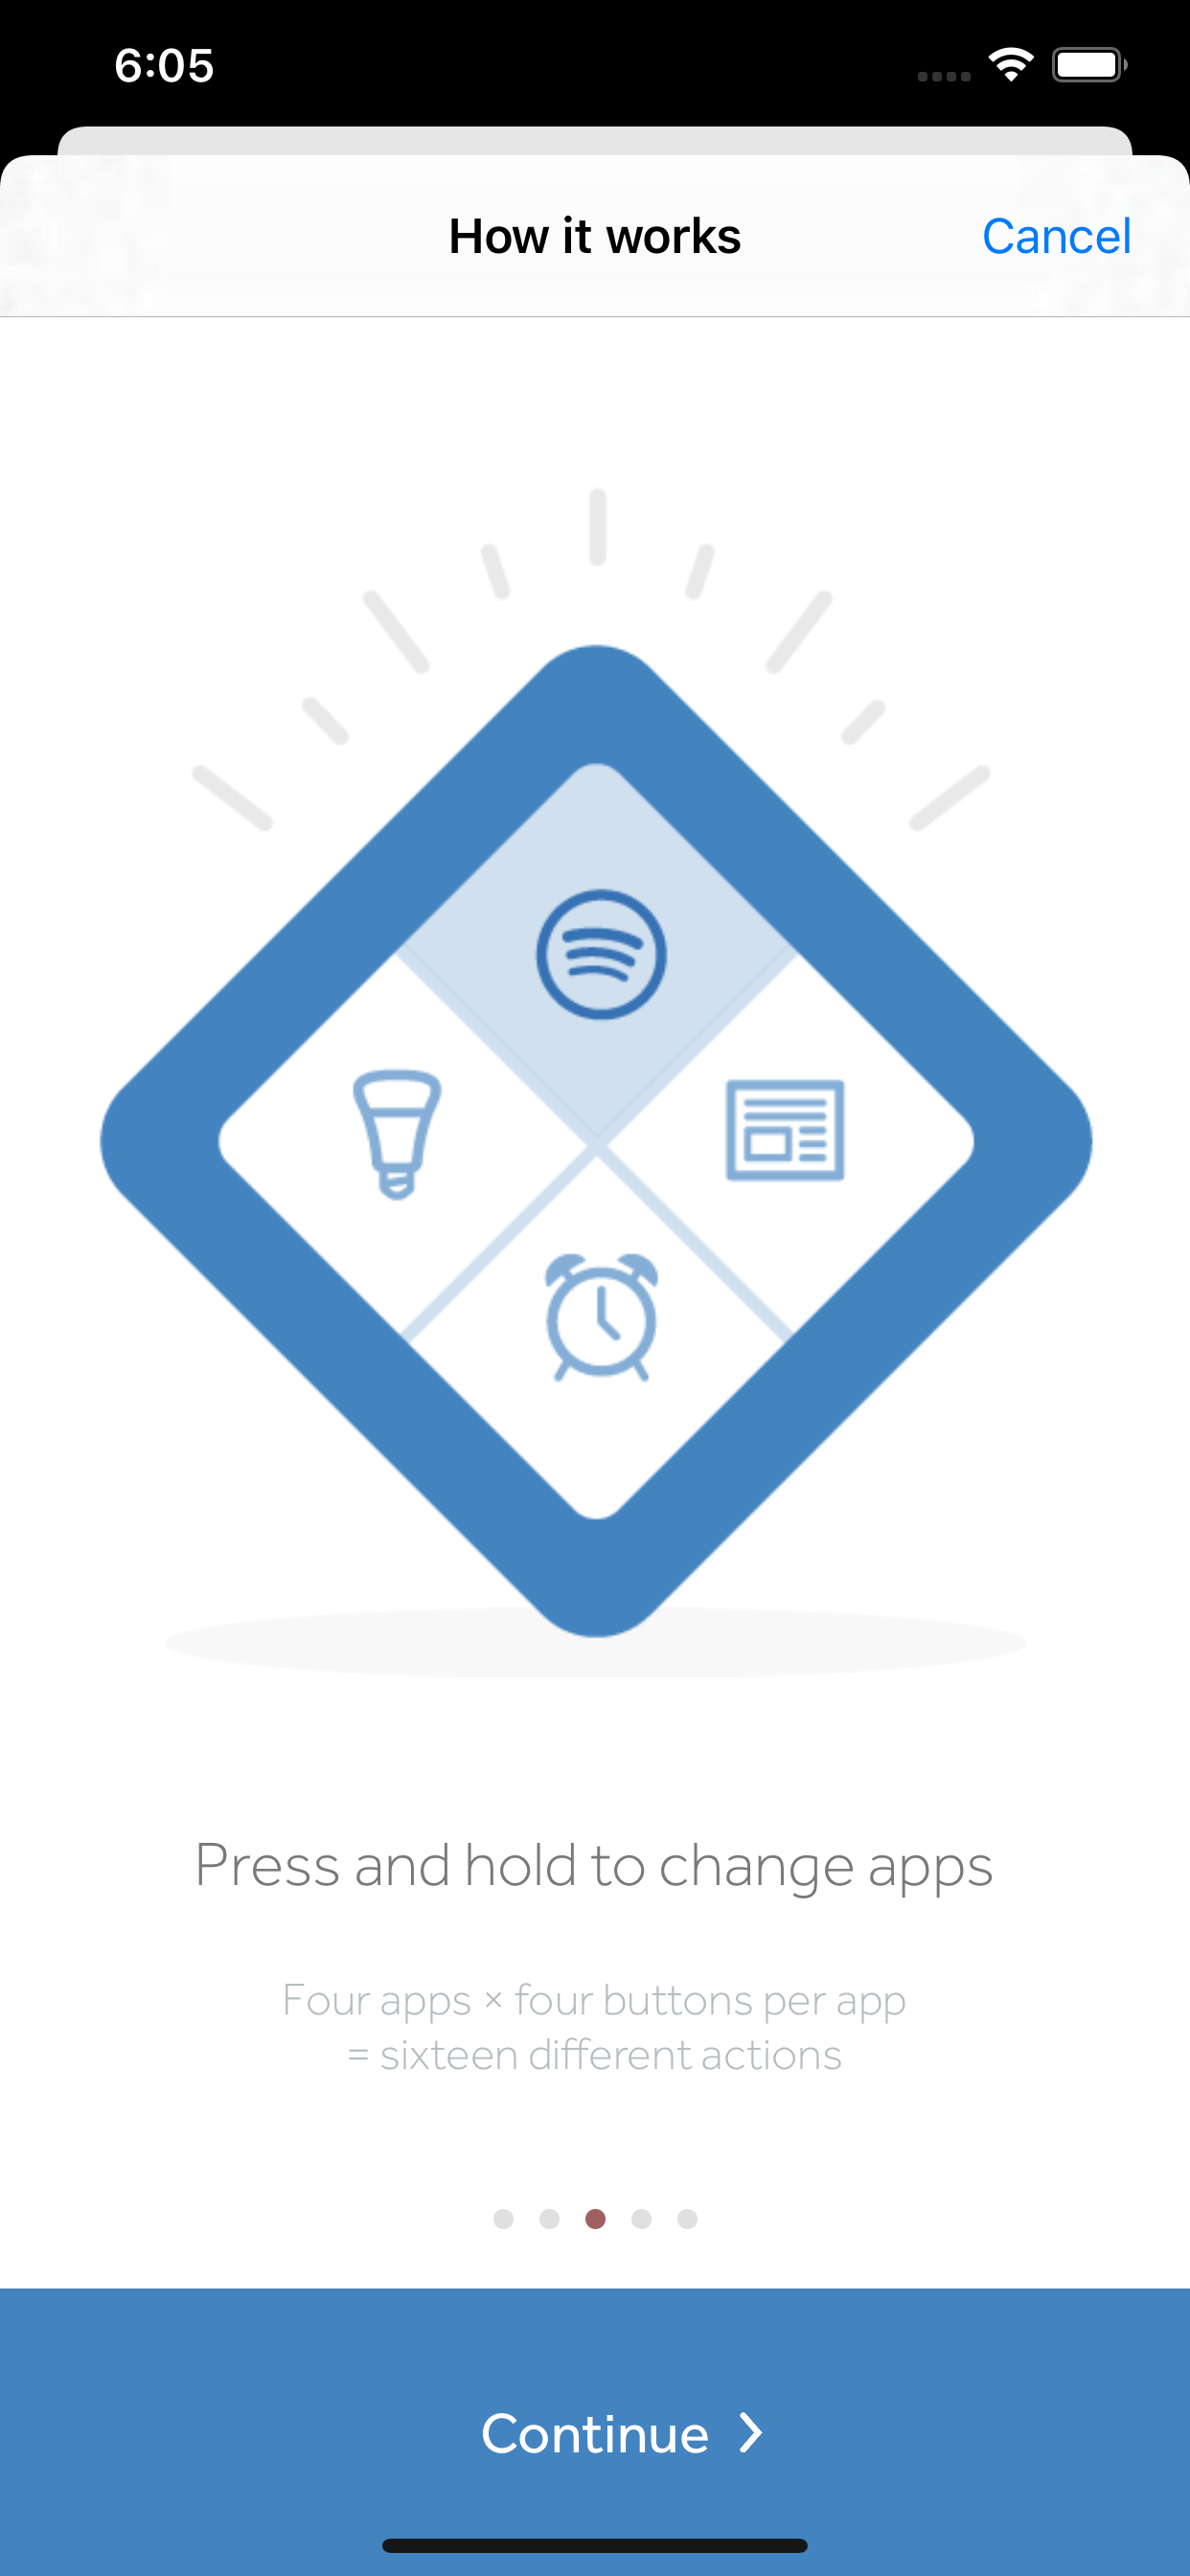 6:05
How it works
Cancel
Press and hold to change apps
Four apps × four buttons per app
= sixteen different actions
Continue